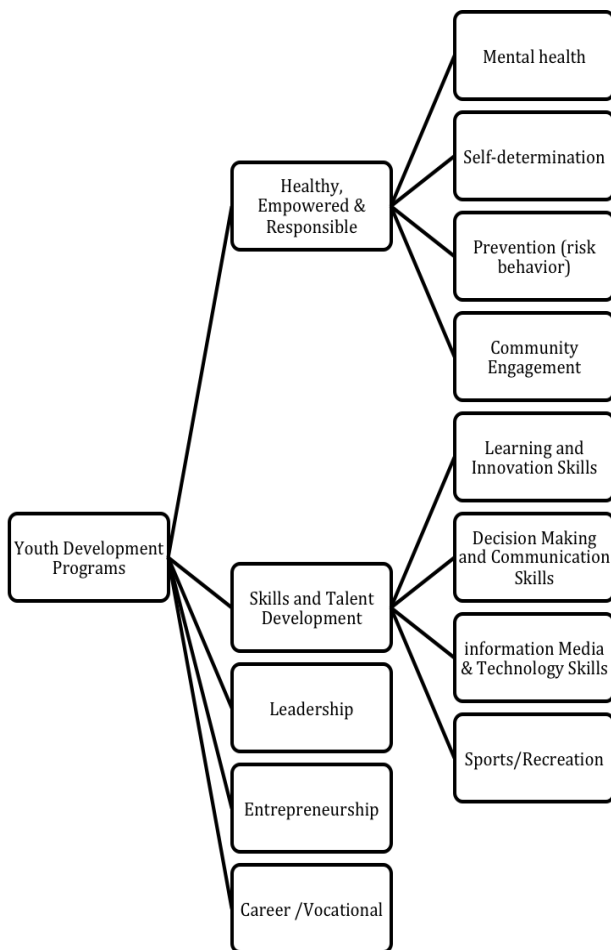 Mental health
Self-determination
Prevention (risk
behavior)
Community
Engagement
Healthy,
Empowered &
Responsible
Learning and
Innovation Skills
Decision Making
and Communication
Skills
information Media
& Technology Skills
Sports/Recreation
Youth Development
Programs
Skills and Talent
Development
Leadership
Entrepreneurship
Career /Vocational